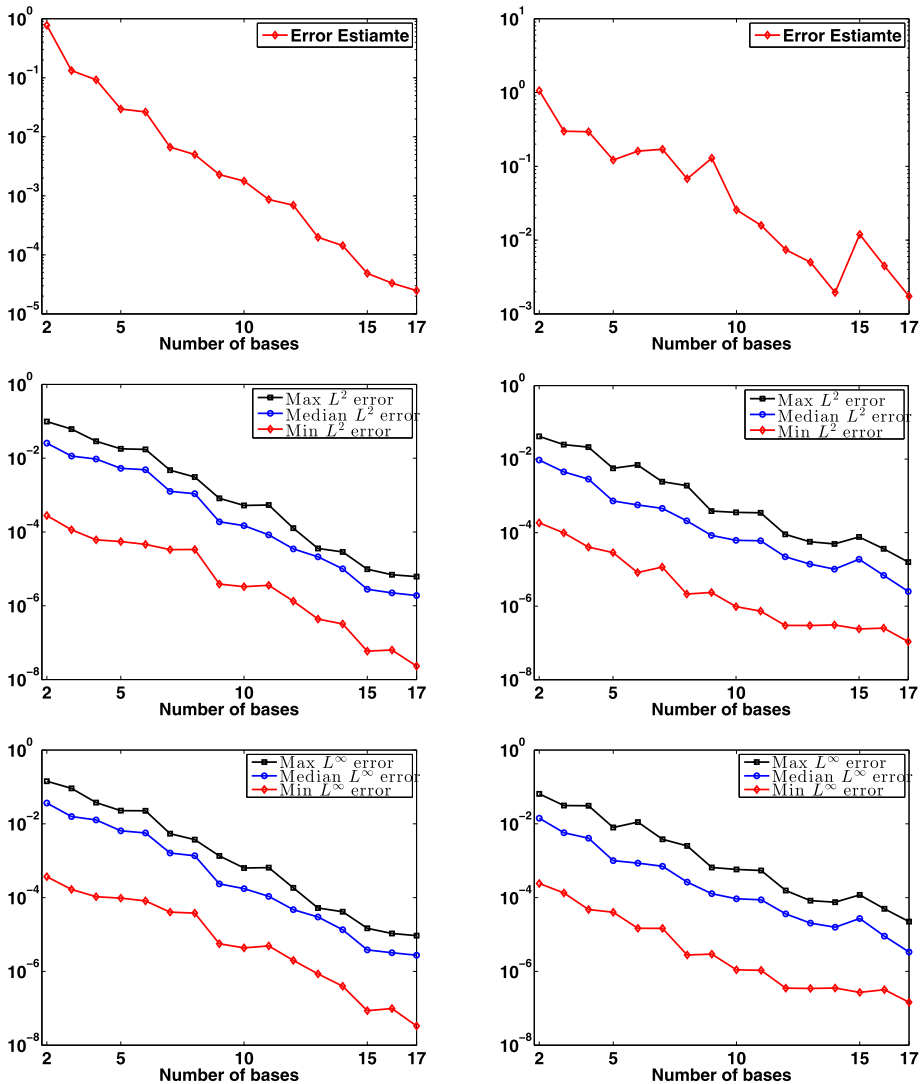 10^0
10^-1
10^-2
10^-3
10^-4
10^-5
Error Estiamte
2 5 10 15 17
Number of bases
10^1
10^0
10^-1
10^-2
10^-3
Error Estiamte
2 5 10 15 17
Number of bases
10^0
10^-2
10^-4
10^-6
10^-8
Max L^2 error
Median L^2 error
Min L^2 error
2 5 10 15 17
Number of bases
10^0
10^-2
10^-4
10^-6
10^-8
Max L^2 error
Median L^2 error
Min L^2 error
2 5 10 15 17
Number of bases
10^0
10^-2
10^-4
10^-6
10^-8
Max L^∞ error
Median L^∞ error
Min L^∞ error
2 5 10 15 17
Number of bases
10^0
10^-2
10^-4
10^-6
10^-8
Max L^∞ error
Median L^∞ error
Min L^∞ error
2 5 10 15 17
Number of bases